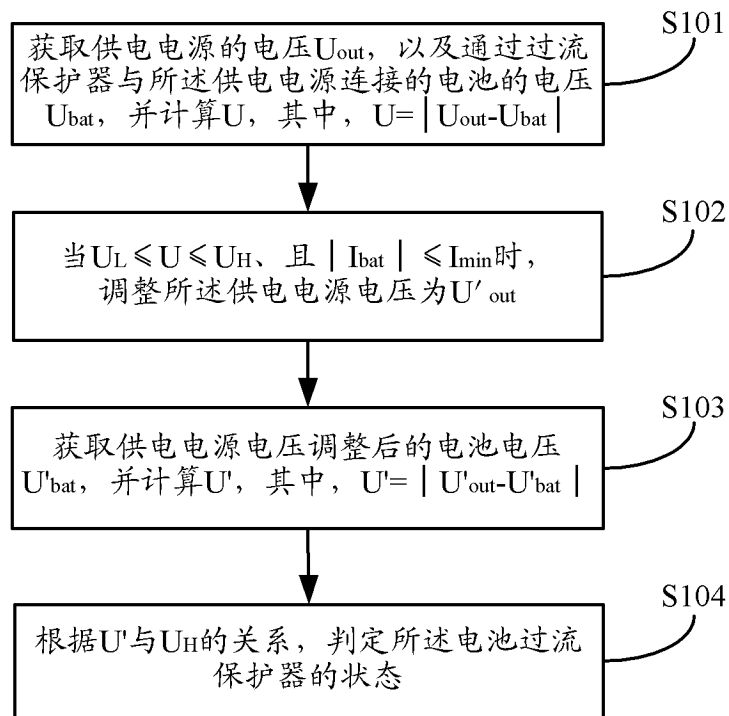 S101
获取供电电源的电压Uout，以及通过过流
保护器与所述供电电源连接的电池的电压
Ubat，并计算U，其中，U=|Uout-Ubat|
S102
当UL≤U≤UH、且|Ibat|≤Imin时，
调整所述供电电源电压为U′out
S103
获取供电电源电压调整后的电池电压
U'bat，并计算U'，其中，U'=|U'out-U'bat|
S104
根据U'与UH的关系，判定所述电池过流
保护器的状态